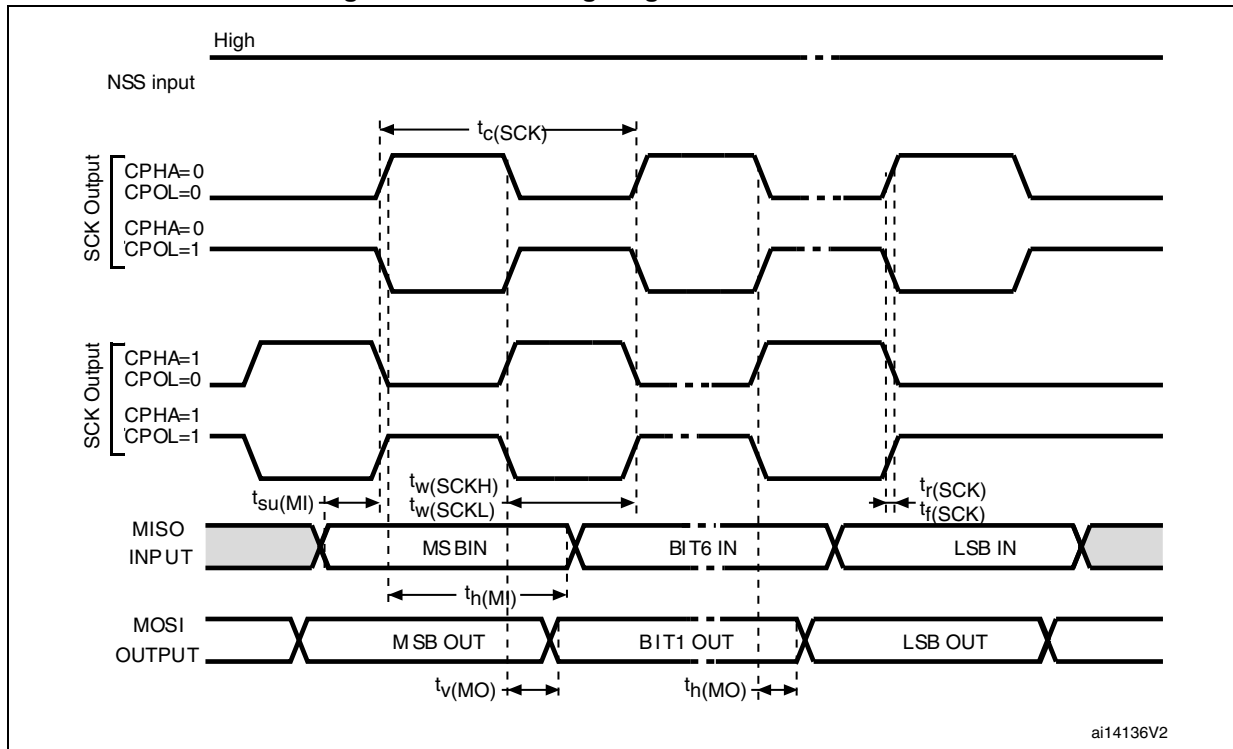 High
NSS input
tc(SCK)
SCK Output
CPHA=0
CPOL=0
CPHA=0
CPOL=1
SCK Output
CPHA=1
CPOL=0
CPHA=1
CPOL=1
tsu(MI)
tw(SCKH)
tw(SCKL)
tr(SCK)
tf(SCK)
MISO
INPUT
MSBIN
BIT6 IN
LSB IN
th(MI)
MOSI
OUTPUT
MSB OUT
BIT1 OUT
LSB OUT
tv(MO)
th(MO)
ai14136V2